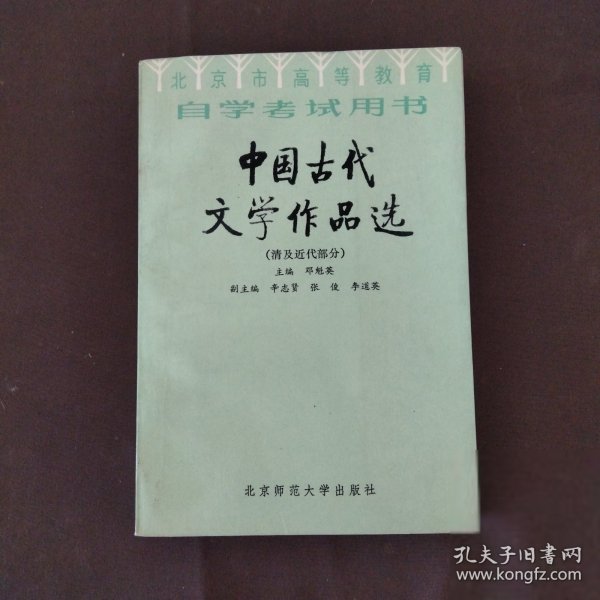 北京市高等教育
自学考试用书
中国古代
文学作品选
(清及近代部分)
主编 邓魁英
副主编 辛志贤 张俊 李道英
北京师范大学出版社
孔夫子旧书网
www.kongfz.com